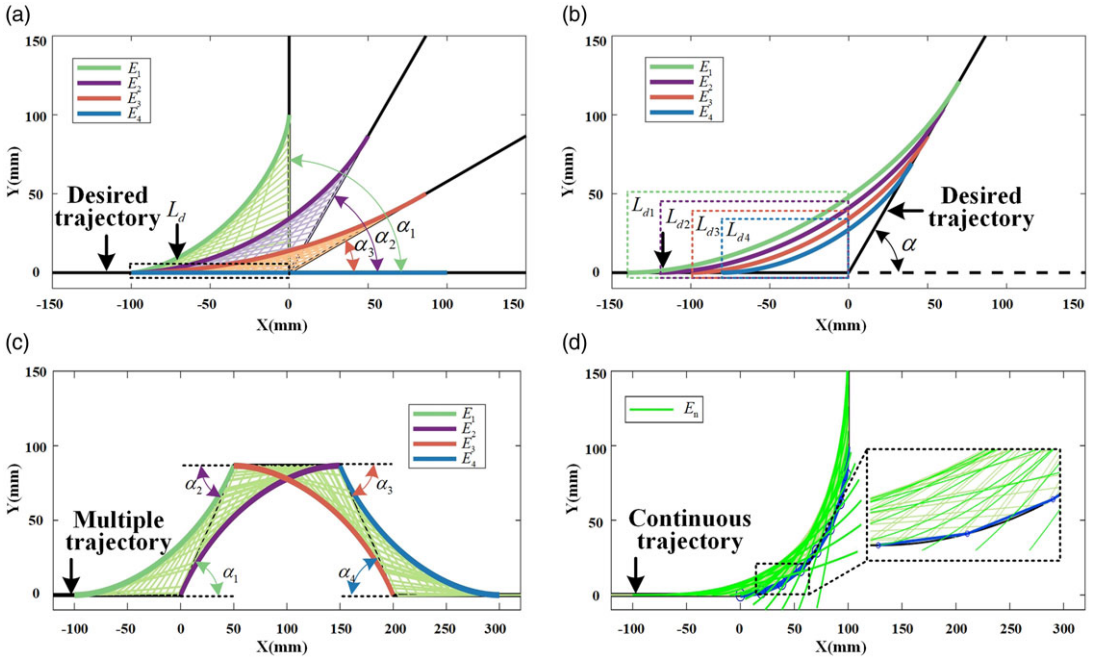 (a)
150
100
50
0
Y(mm)
E1
E2
E3
E4
Desired
trajectory
Ld
α1
α2
α3
-150 -100 -50 0 50 100 150
X(mm)
(b)
150
100
50
0
Y(mm)
E1
E2
E3
E4
Ld1
Ld2
Ld3
Ld4
Desired
trajectory
α
-150 -100 -50 0 50 100 150
X(mm)
(c)
150
100
50
0
Y(mm)
E1
E2
E3
E4
α2
α3
Multiple
trajectory
α1
α4
-100 -50 0 50 100 150 200 250 300
X(mm)
(d)
150
100
50
0
Y(mm)
En
Continuous
trajectory
-100 -50 0 50 100 150 200 250 300
X(mm)